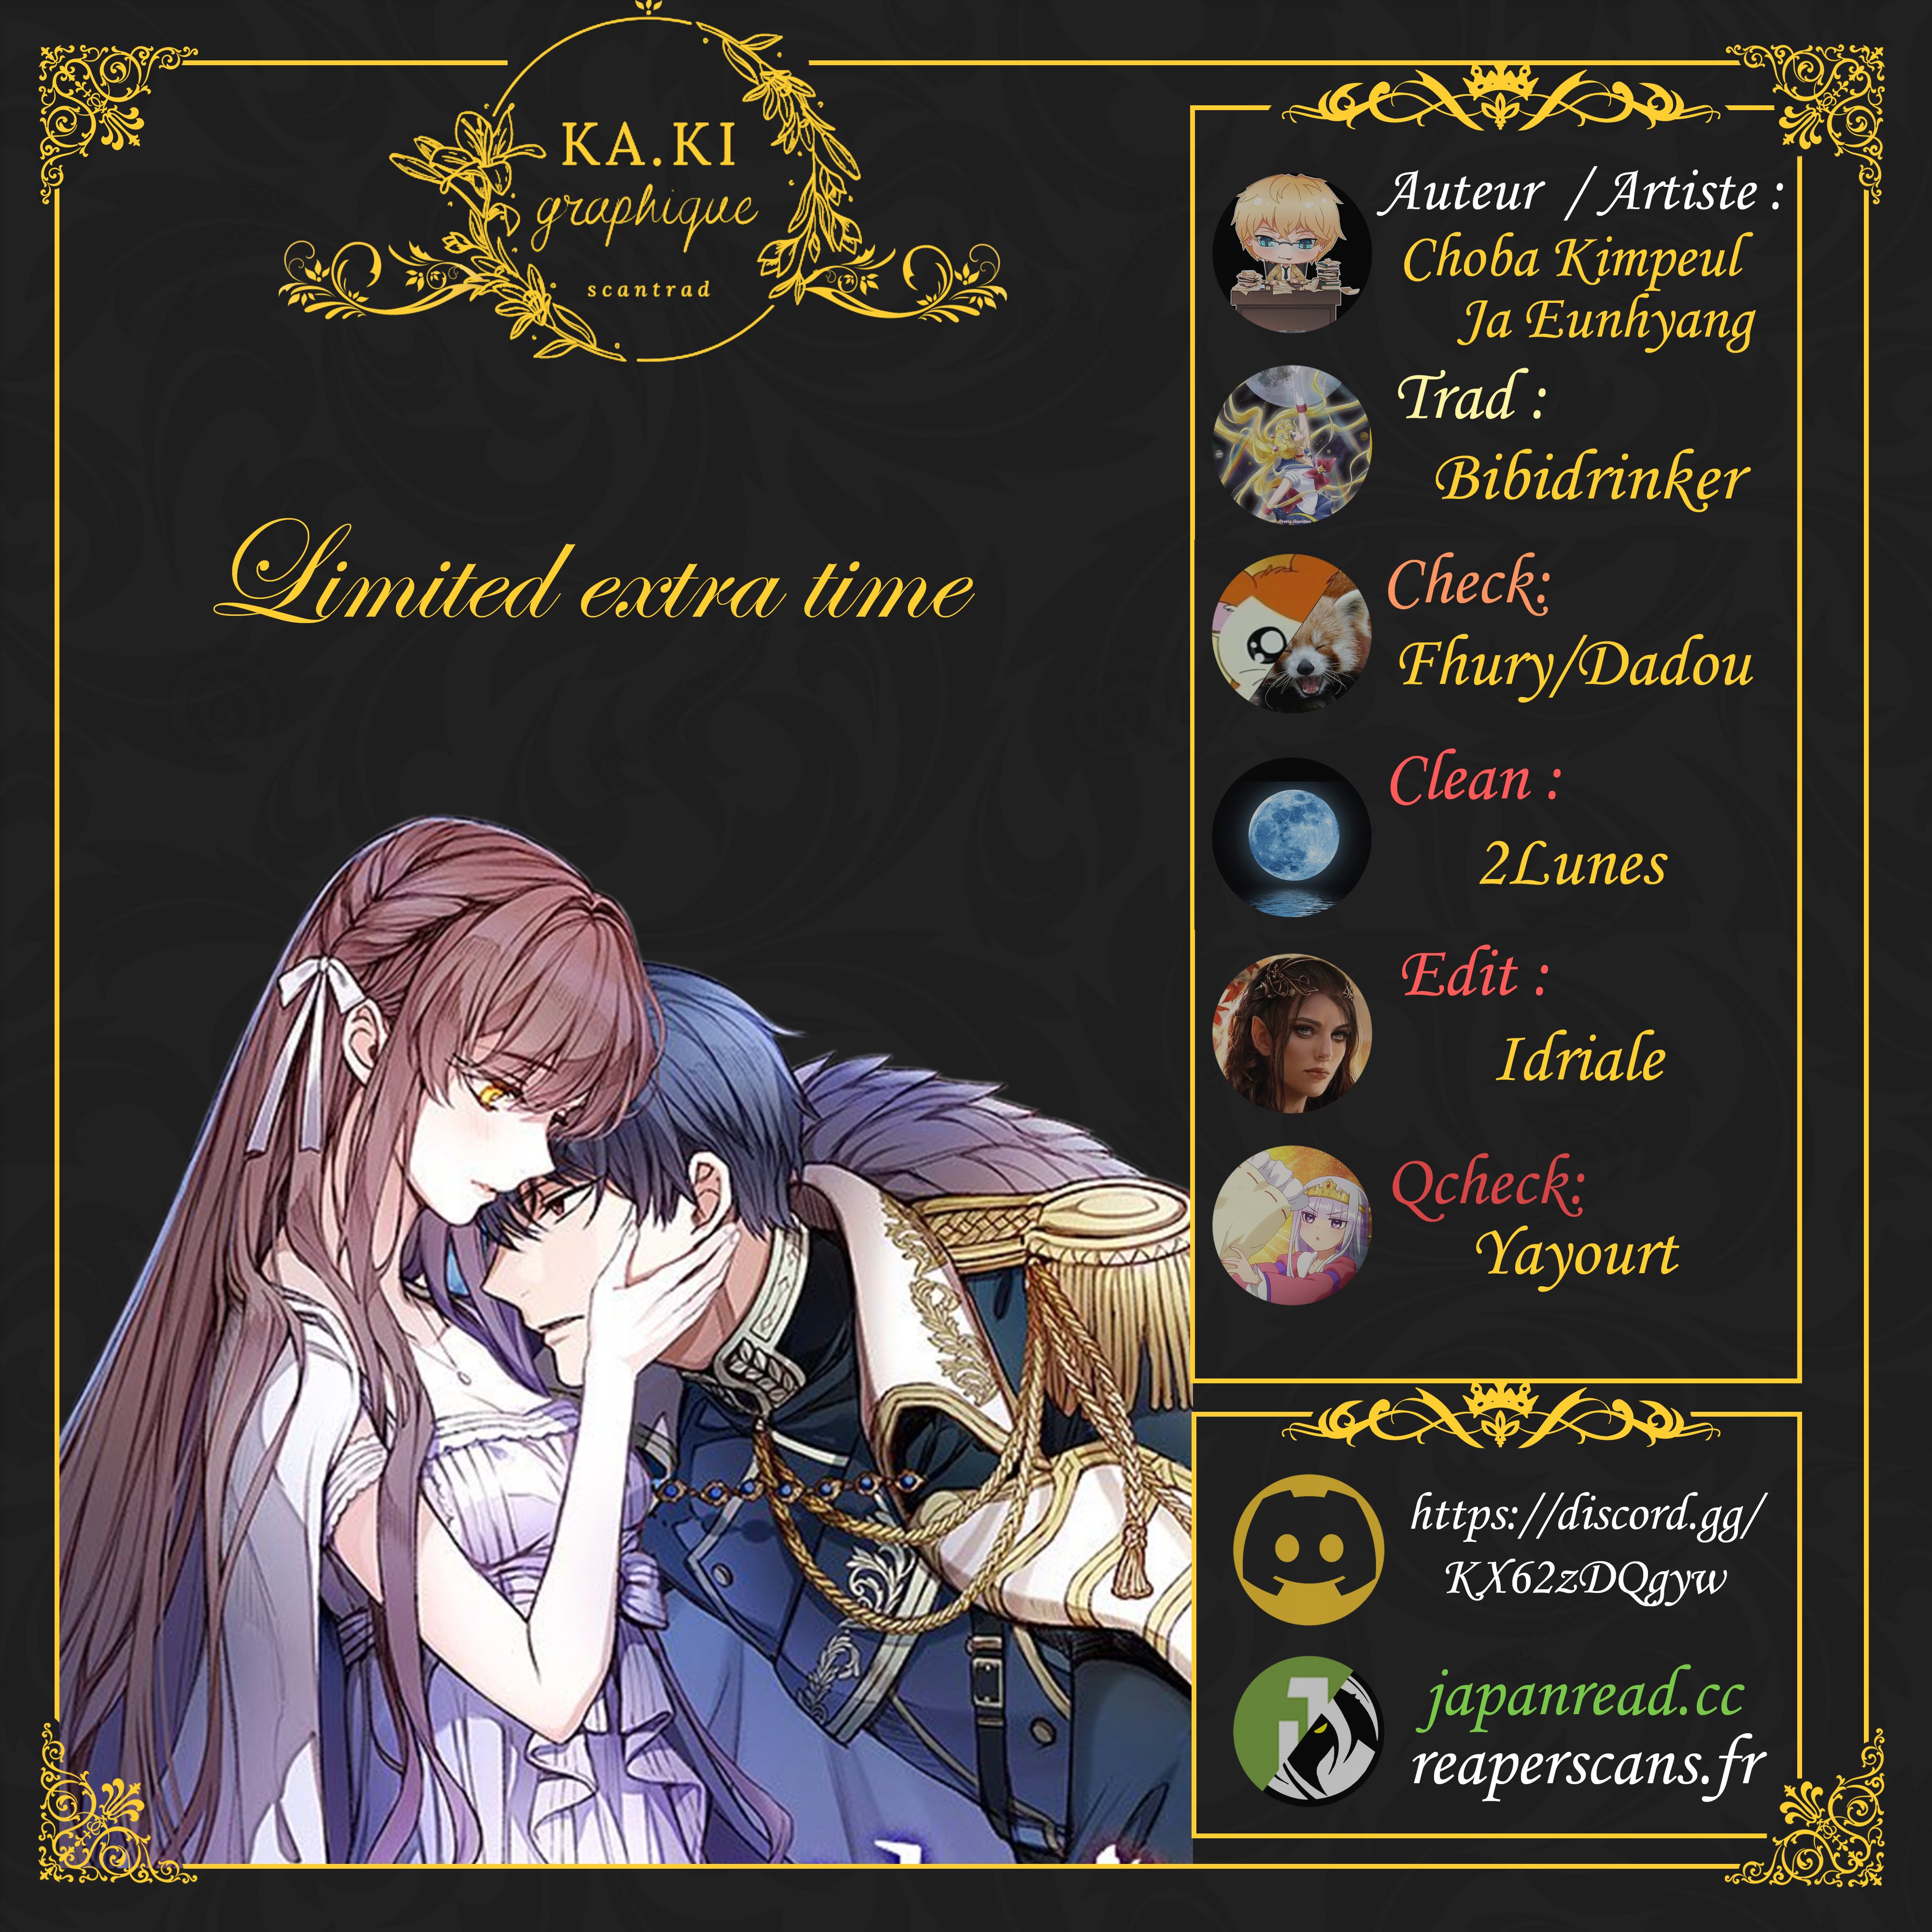 KA.KI
graphique
scantrad
Limited extra time
Auteur / Artiste :
Choba Kimpeul
Ja Eunhyang
Trad :
Bibidrinker
Check:
Fhury/Dadou
Clean :
2Lunes
Edit :
Idriale
Qcheck:
Yayourt
https://discord.gg/
KX62zDQgyw
japanread.cc
reaperscans.fr